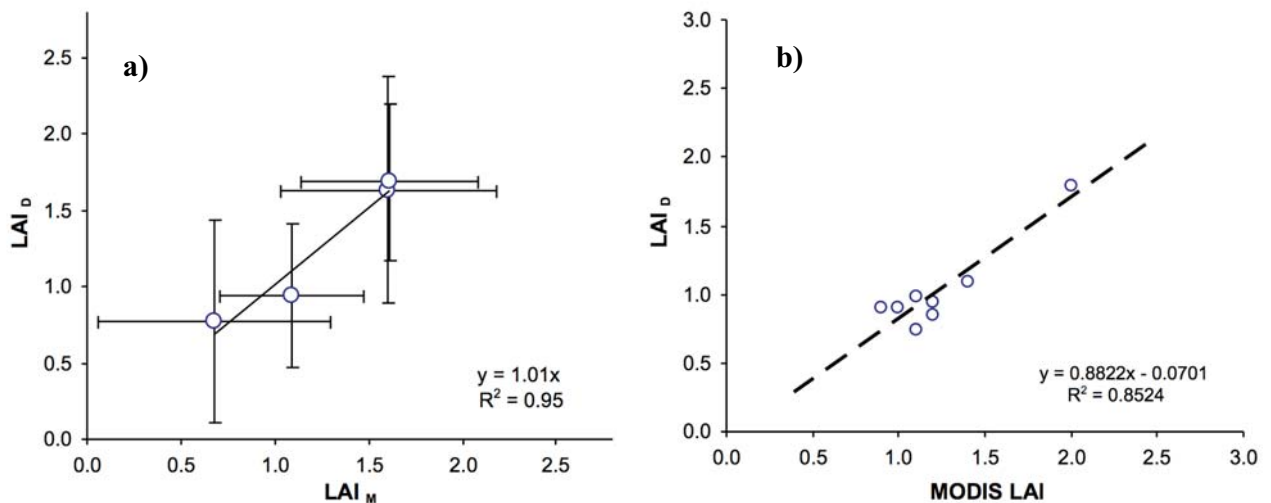 a)
2.5
2.0
1.5
1.0
0.5
0.0
LAI D
0.0 0.5 1.0 1.5 2.0 2.5
LAI M
y = 1.01x
R² = 0.95
b)
3.0
2.5
2.0
1.5
1.0
0.5
0.0
LAI D
0.0 0.5 1.0 1.5 2.0 2.5 3.0
MODIS LAI
y = 0.8822x - 0.0701
R² = 0.8524